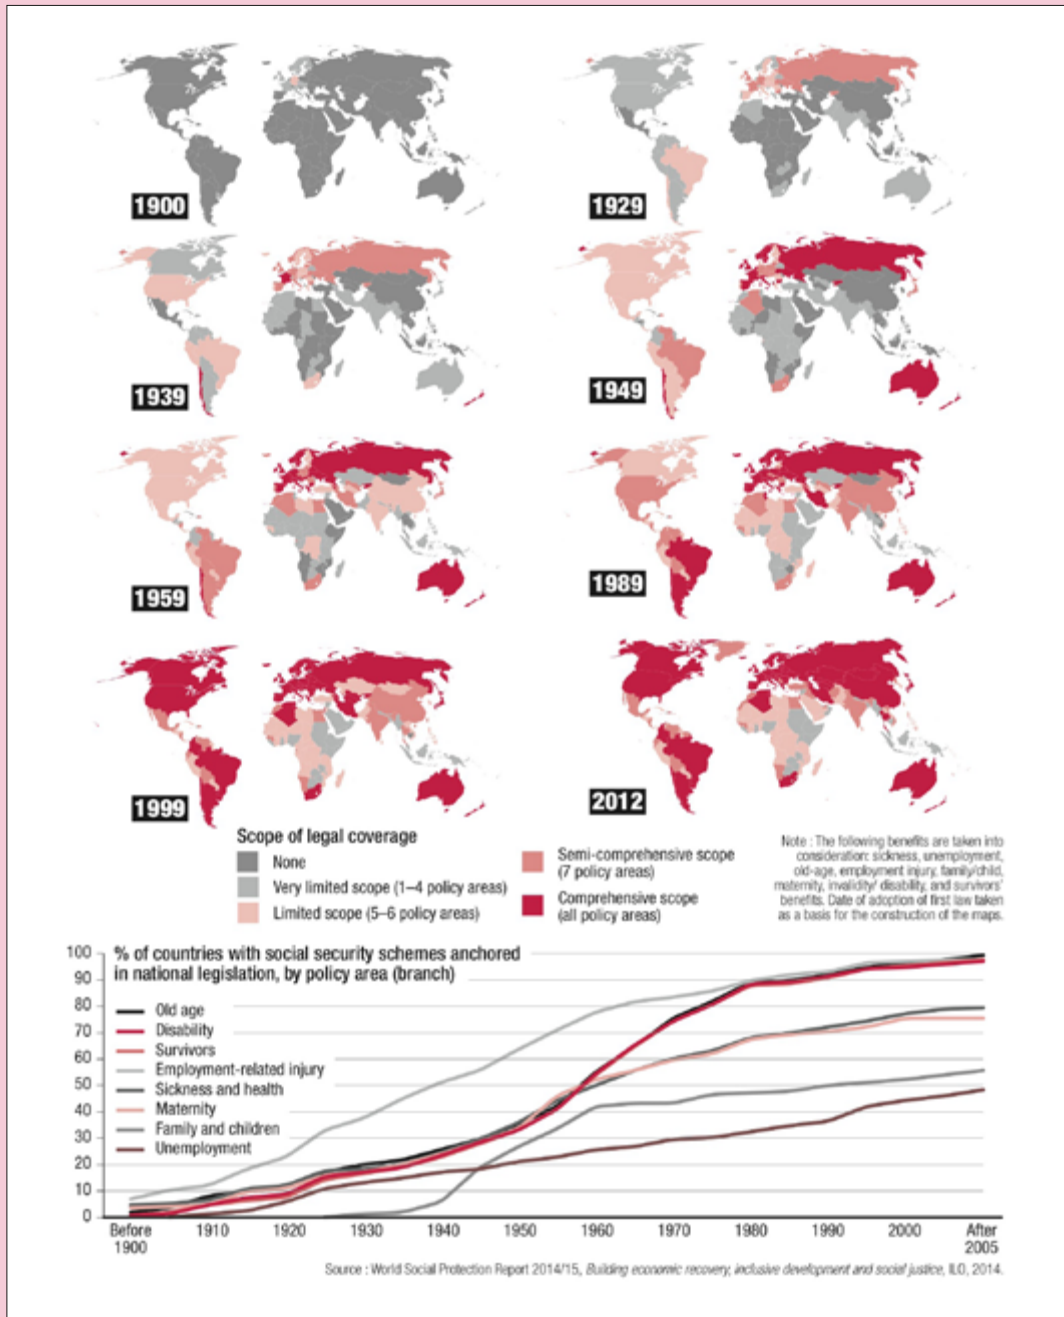 1900
1929
1939
1949
1959
1989
1999
2012
Scope of legal coverage
None
Very limited scope (1–4 policy areas)
Limited scope (5–6 policy areas)
Semi-comprehensive scope
(7 policy areas)
Comprehensive scope
(all policy areas)
Note : The following benefits are taken into
consideration: sickness, unemployment,
old-age, employment injury, family/child,
maternity, invalidity/ disability, and survivors'
benefits. Date of adoption of first law taken
as a basis for the construction of the maps.
% of countries with social security schemes anchored
in national legislation, by policy area (branch)
100
90
80
70
60
50
40
30
20
10
0
Old age
Disability
Survivors
Employment-related injury
Sickness and health
Maternity
Family and children
Unemployment
Before
1900
1910
1920
1930
1940
1950
1960
1970
1980
1990
2000
After
2005
Source : World Social Protection Report 2014/15, Building economic recovery, inclusive development and social justice, ILO, 2014.